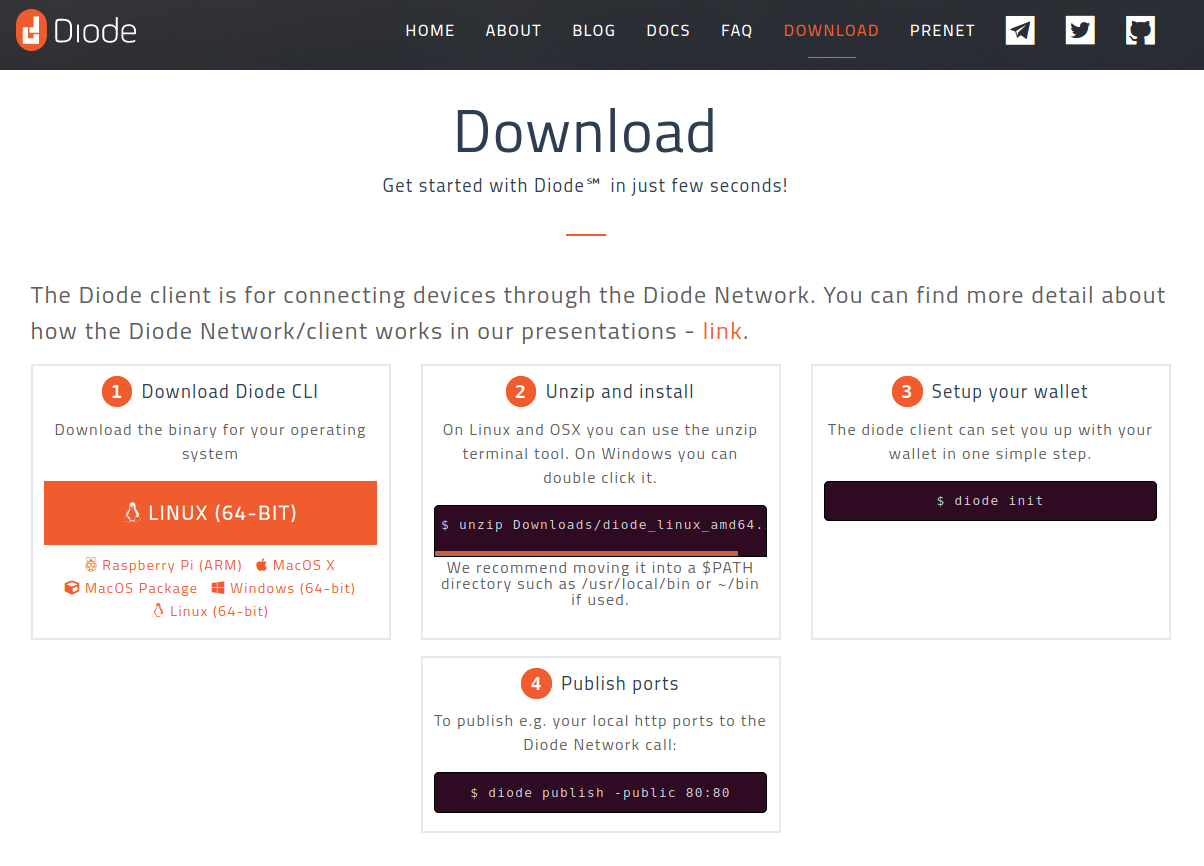 Diode
HOME ABOUT BLOG DOCS FAQ DOWNLOAD PRENET
Download
Get started with Diode℠ in just few seconds!
The Diode client is for connecting devices through the Diode Network. You can find more detail about
how the Diode Network/client works in our presentations - link.
1 Download Diode CLI
Download the binary for your operating
system
LINUX (64-BIT)
Raspberry Pi (ARM) MacOS X
MacOS Package Windows (64-bit)
Linux (64-bit)
2 Unzip and install
On Linux and OSX you can use the unzip
terminal tool. On Windows you can
double click it.
$ unzip Downloads/diode_linux_amd64.
We recommend moving it into a $PATH
directory such as /usr/local/bin or ~/bin
if used.
3 Setup your wallet
The diode client can set you up with your
wallet in one simple step.
$ diode init
4 Publish ports
To publish e.g. your local http ports to the
Diode Network call:
$ diode publish -public 80:80